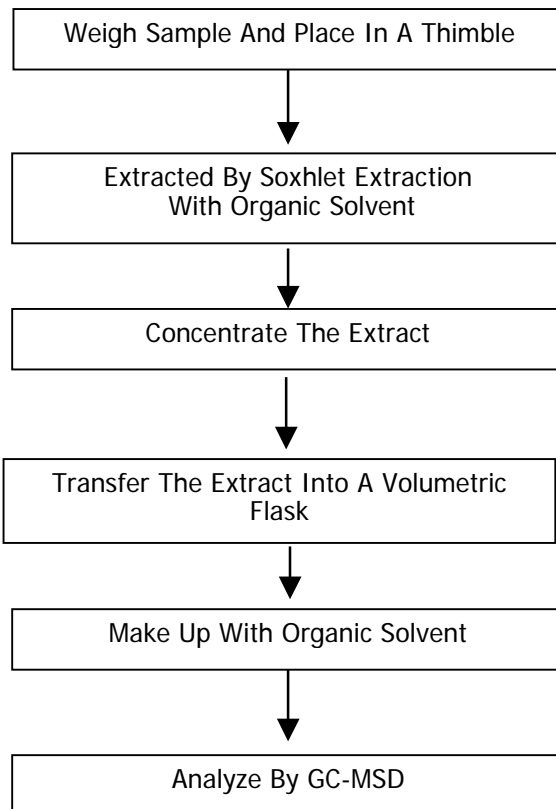 Weigh Sample And Place In A Thimble
Extracted By Soxhlet Extraction
With Organic Solvent
Concentrate The Extract
Transfer The Extract Into A Volumetric
Flask
Make Up With Organic Solvent
Analyze By GC-MSD